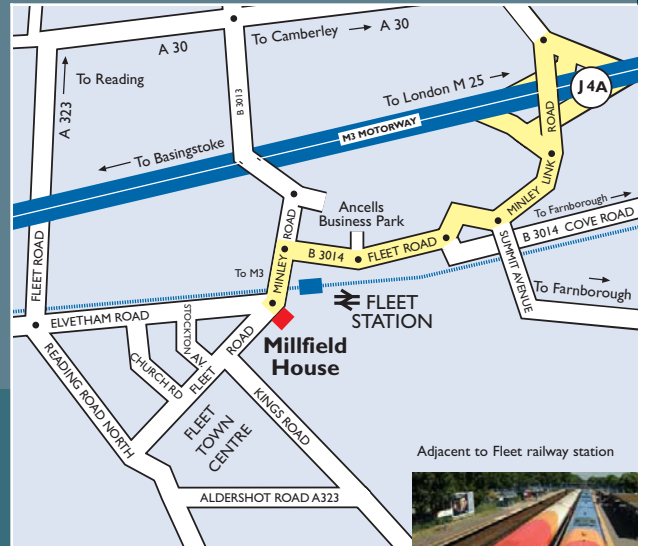 A 30
To Camberley
A 30
To Reading
A 323
B 3013
To London M 25
J4A
M3 MOTORWAY
To Basingstoke
ROAD
MINLEY LINK
Ancells
Business Park
ROAD
MINLEY
B 3014
FLEET ROAD
To Farnborough
B 3014 COVE ROAD
SUMMIT AVENUE
To Farnborough
To M3
FLEET ROAD
FLEET
STATION
ELVETHAM ROAD
STOCKTON
AV.
Millfield
House
READING ROAD NORTH
CHURCH RD
FLEET
ROAD
KINGS ROAD
FLEET
TOWN
CENTRE
Adjacent to Fleet railway station
ALDERSHOT ROAD A323